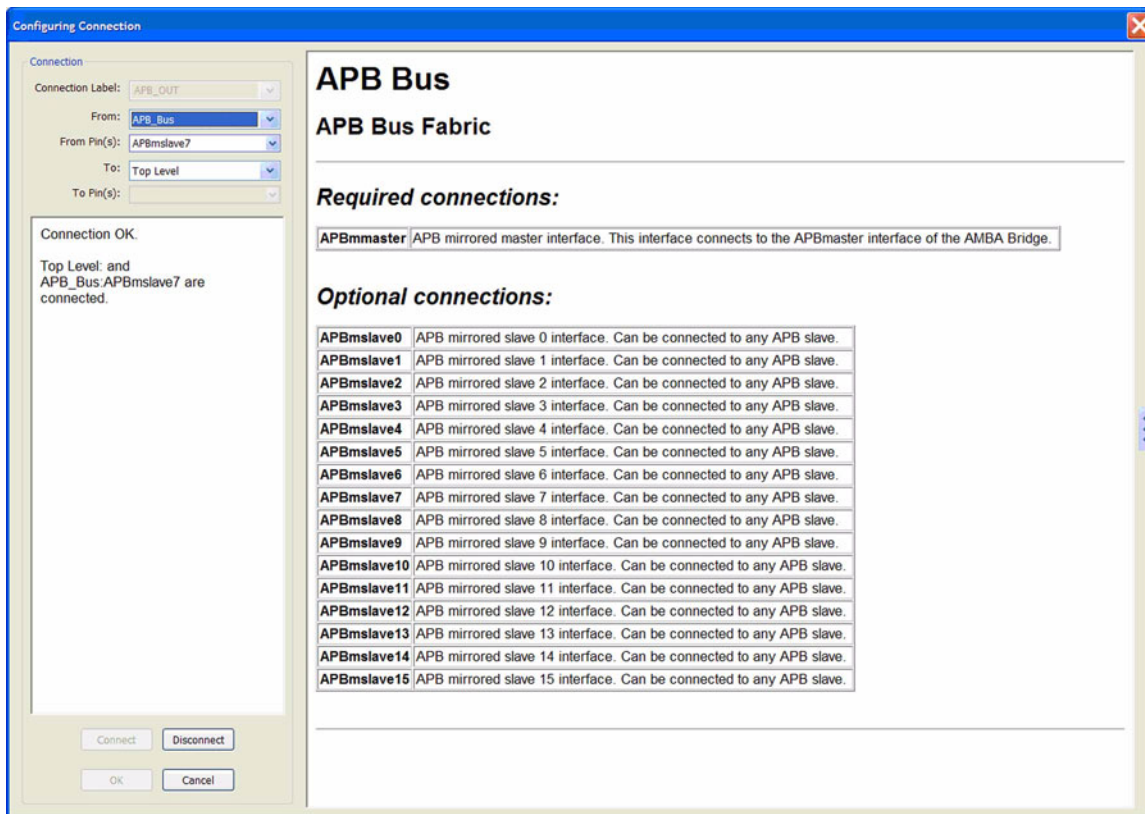 Configuring Connection
Connection
Connection Label: APB_OUT
From: APB_Bus
From Pin(s): APBmslave7
To: Top Level
To Pin(s):
Connection OK.
Top Level: and
APB_Bus:APBmslave7 are
connected.
Connect Disconnect
OK Cancel
APB Bus
APB Bus Fabric
Required connections:
APBmmaster APB mirrored master interface. This interface connects to the APBmaster interface of the AMBA Bridge.
Optional connections:
APBmslave0 APB mirrored slave 0 interface. Can be connected to any APB slave.
APBmslave1 APB mirrored slave 1 interface. Can be connected to any APB slave.
APBmslave2 APB mirrored slave 2 interface. Can be connected to any APB slave.
APBmslave3 APB mirrored slave 3 interface. Can be connected to any APB slave.
APBmslave4 APB mirrored slave 4 interface. Can be connected to any APB slave.
APBmslave5 APB mirrored slave 5 interface. Can be connected to any APB slave.
APBmslave6 APB mirrored slave 6 interface. Can be connected to any APB slave.
APBmslave7 APB mirrored slave 7 interface. Can be connected to any APB slave.
APBmslave8 APB mirrored slave 8 interface. Can be connected to any APB slave.
APBmslave9 APB mirrored slave 9 interface. Can be connected to any APB slave.
APBmslave10 APB mirrored slave 10 interface. Can be connected to any APB slave.
APBmslave11 APB mirrored slave 11 interface. Can be connected to any APB slave.
APBmslave12 APB mirrored slave 12 interface. Can be connected to any APB slave.
APBmslave13 APB mirrored slave 13 interface. Can be connected to any APB slave.
APBmslave14 APB mirrored slave 14 interface. Can be connected to any APB slave.
APBmslave15 APB mirrored slave 15 interface. Can be connected to any APB slave.